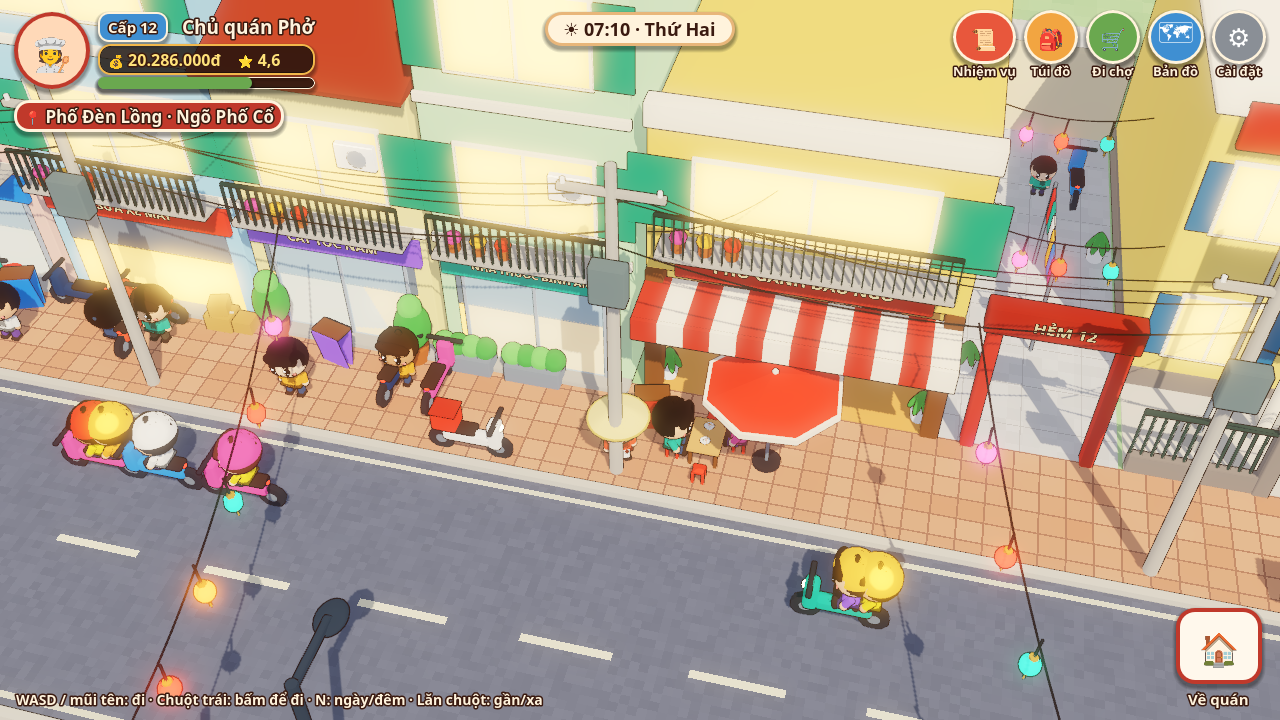 Cấp 12
Chủ quán Phở
20.286.000đ
4,6
07:10 · Thứ Hai
Nhiệm vụ
Túi đồ
Đi chợ
Bản đồ
Cài đặt
Phố Đèn Lồng · Ngõ Phố Cổ
HẺM 12
WASD / mũi tên: đi · Chuột trái: bấm để đi · N: ngày/đêm · Lăn chuột: gần/xa
Về quán